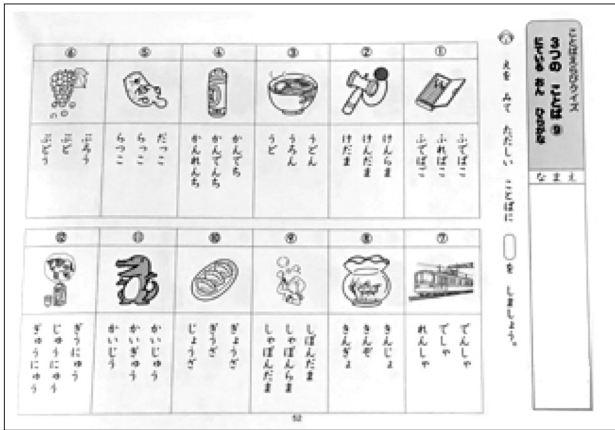 ことばえらびクイズ
3つの ことば⑨
にている おん ひらがな
なまえ
えを みて ただしい ことばに を しましょう。
①
ふでばこ
ふればこ
ふてばこ
②
けんらま
けんだま
けだま
③
うどん
うろん
うど
④
かんでち
かんでんち
かんれんち
⑤
だっこ
らっこ
らつこ
⑥
ぶろう
ぶど
ぶどう
⑦
でんしゃ
でしゃ
れんしゃ
⑧
きんじょ
きんぞ
きんぎょ
⑨
しぼんだま
しゃぼんらま
しゃぼんだま
⑩
ぎょうざ
ぎうざ
じょうざ
⑪
かいじゅう
かいぎゅう
かいじう
⑫
ぎうにゅう
じゅうにゅう
ぎゅうにゅう
52